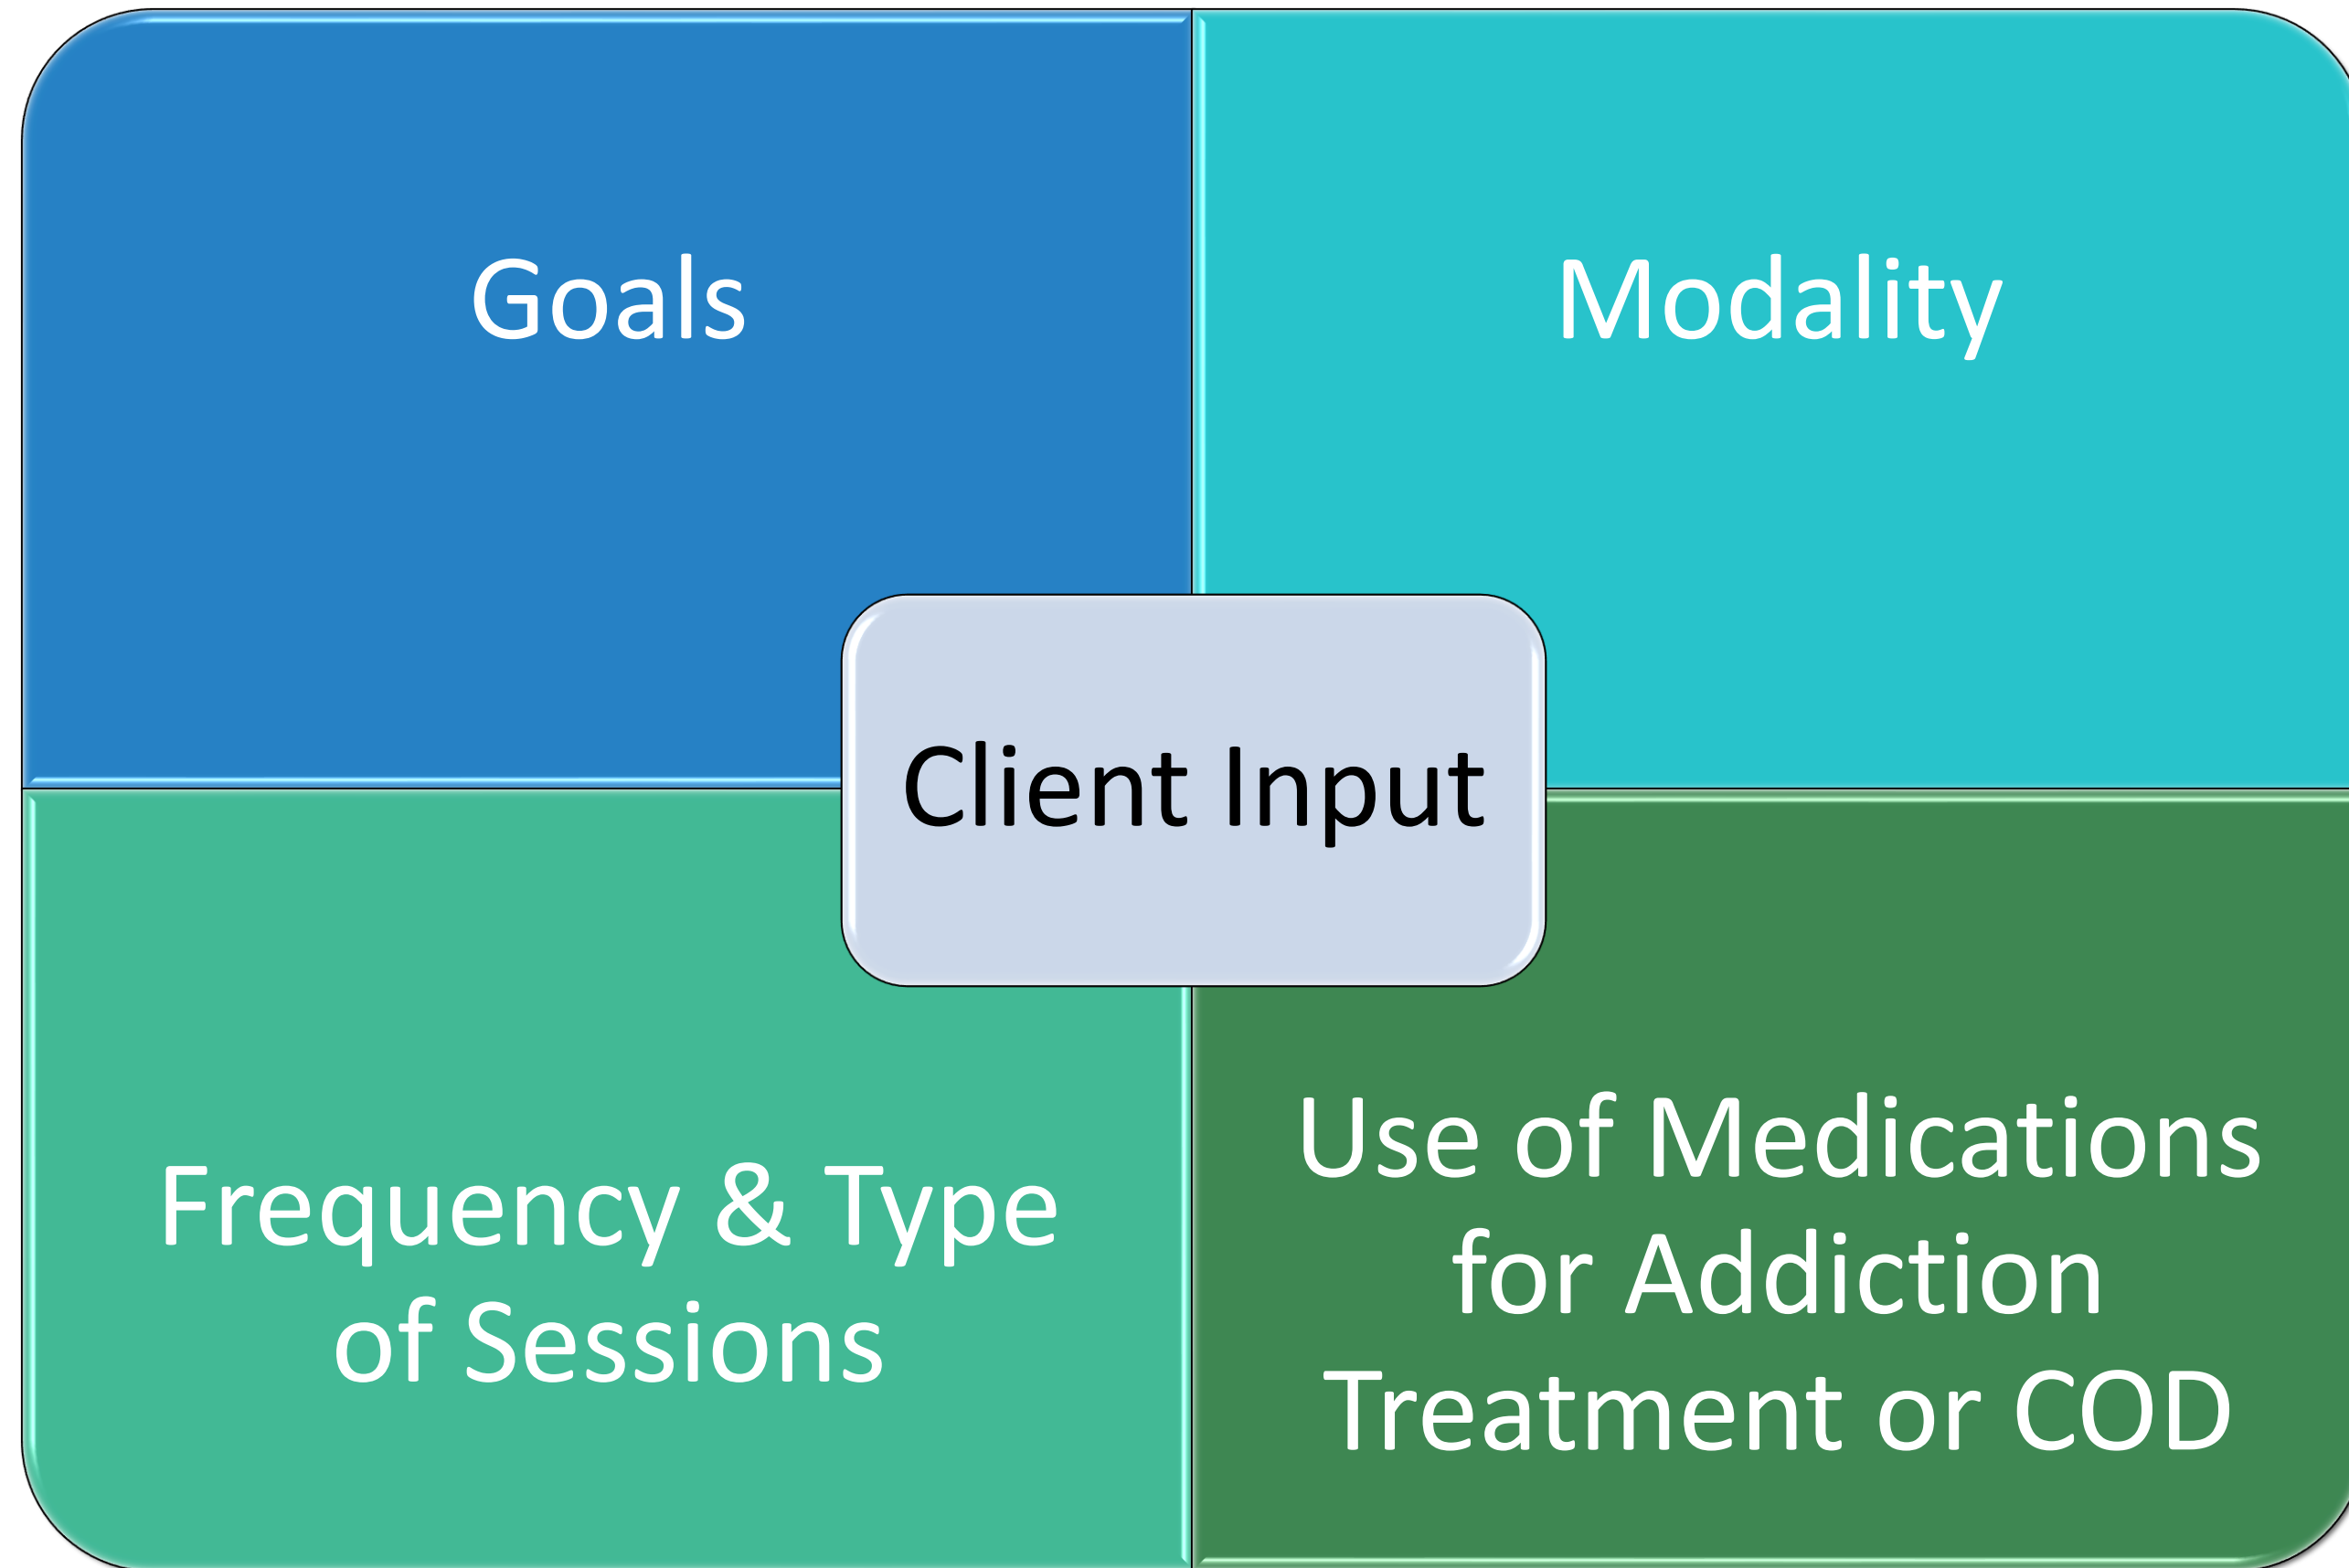 Goals
Modality
Client Input
Frequency & Type
of Sessions
Use of Medications
for Addiction
Treatment or COD